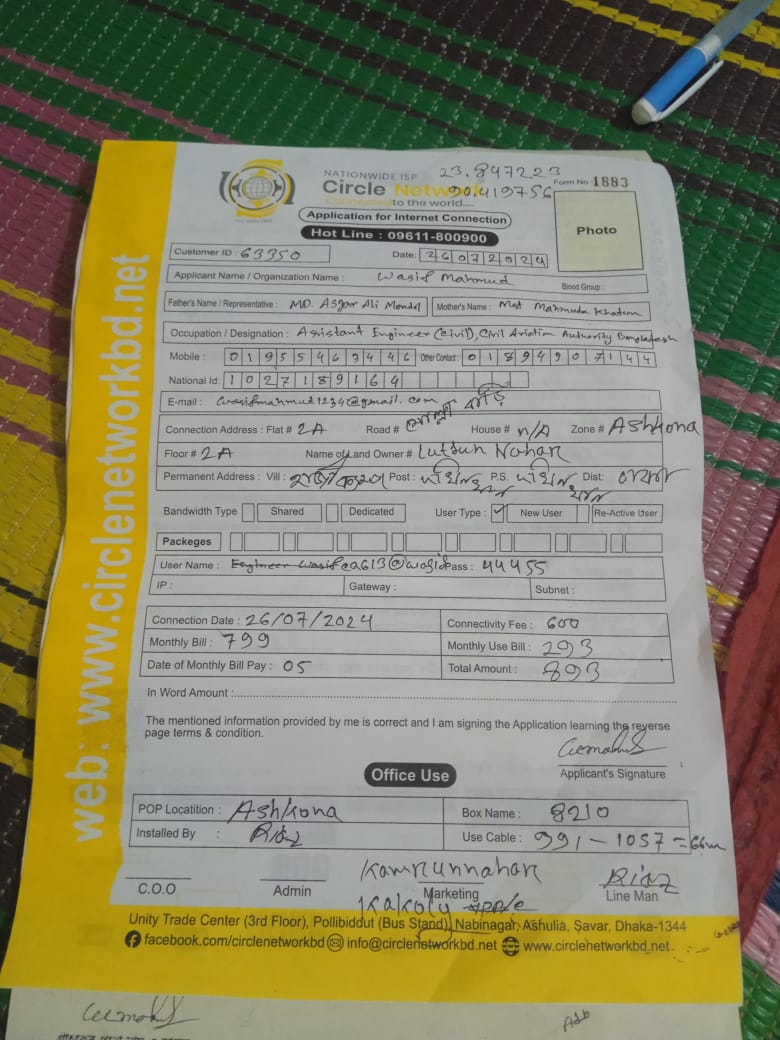 NATIONWIDE ISP
23.847223
Circle Network
90.419756
Connected to the world....
Form No 1883
Application for Internet Connection
Hot Line : 09611-800900
Photo
Customer ID : 63350
Date: 26072024
Applicant Name / Organization Name : Wasif Mahmud
Blood Group :
Father's Name / Representative : MD. Asgar Ali Mondol
Mother's Name : Mst Mahmuda Khatun
Occupation / Designation : Assistant Engineer (Civil), Civil Aviation Authority Bangladesh
Mobile : 01955463446 Other Contact : 01894907144
National Id: 1027189164
E-mail : wasifmahmud1234@gmail.com
Connection Address : Flat # 2A Road # মোল্লা বাড়ি House # n/A Zone # Ashkona
Floor # 2A Name of Land Owner # Lutfun Nahar
Permanent Address : Vill : Post : P.S. Dist:
Bandwidth Type Shared Dedicated User Type : ✓ New User Re-Active User
Packeges
User Name : Pass : 44455
IP : Gateway : Subnet :
Connection Date : 26/07/2024 Connectivity Fee : 600
Monthly Bill : 799 Monthly Use Bill : 293
Date of Monthly Bill Pay : 05 Total Amount : 893
In Word Amount :
The mentioned information provided by me is correct and I am signing the Application learning the reverse
page terms & condition.
Applicant's Signature
Office Use
POP Locatition : Ashkona Box Name : 8210
Installed By : Riaz Use Cable : 991-1057=66m
Kamrunnahar Riaz
C.O.O Admin Marketing Line Man
Kakoly
Unity Trade Center (3rd Floor), Pollibiddut (Bus Stand), Nabinagar, Ashulia, Savar, Dhaka-1344
facebook.com/circlenetworkbd info@circlenetworkbd.net www.circlenetworkbd.net
web: www.circlenetworkbd.net